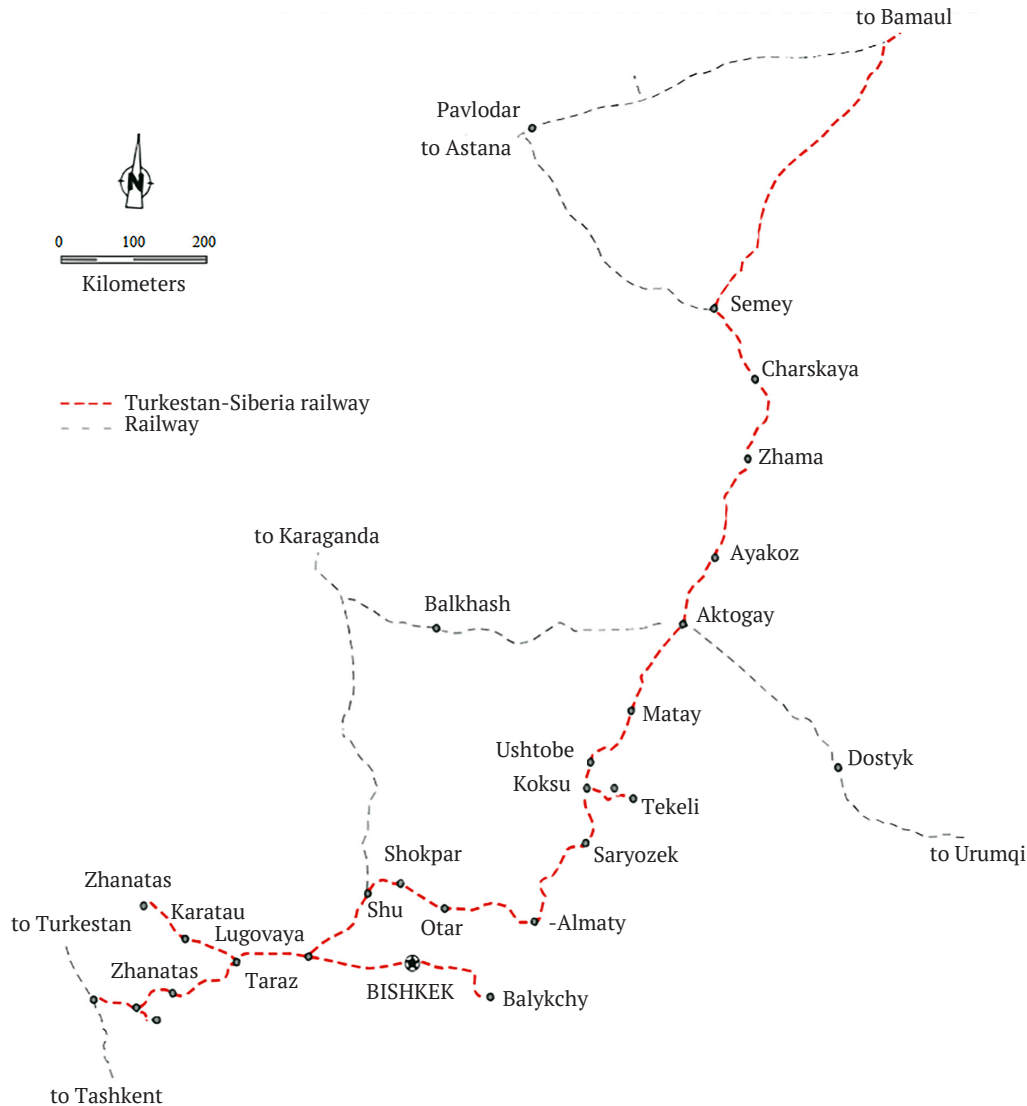 to Bamaul
Pavlodar
to Astana
0 100 200
Kilometers
Semey
Charskaya
Turkestan-Siberia railway
Railway
Zhama
to Karaganda
Ayakoz
Balkhash
Aktogay
Matay
Ushtobe
Dostyk
Koksu
Tekeli
Saryozek
to Urumqi
Shokpar
Zhanatas
Karatau
Shu
to Turkestan
Otar
-Almaty
Lugovaya
Zhanatas
Taraz
BISHKEK
Balykchy
to Tashkent
N